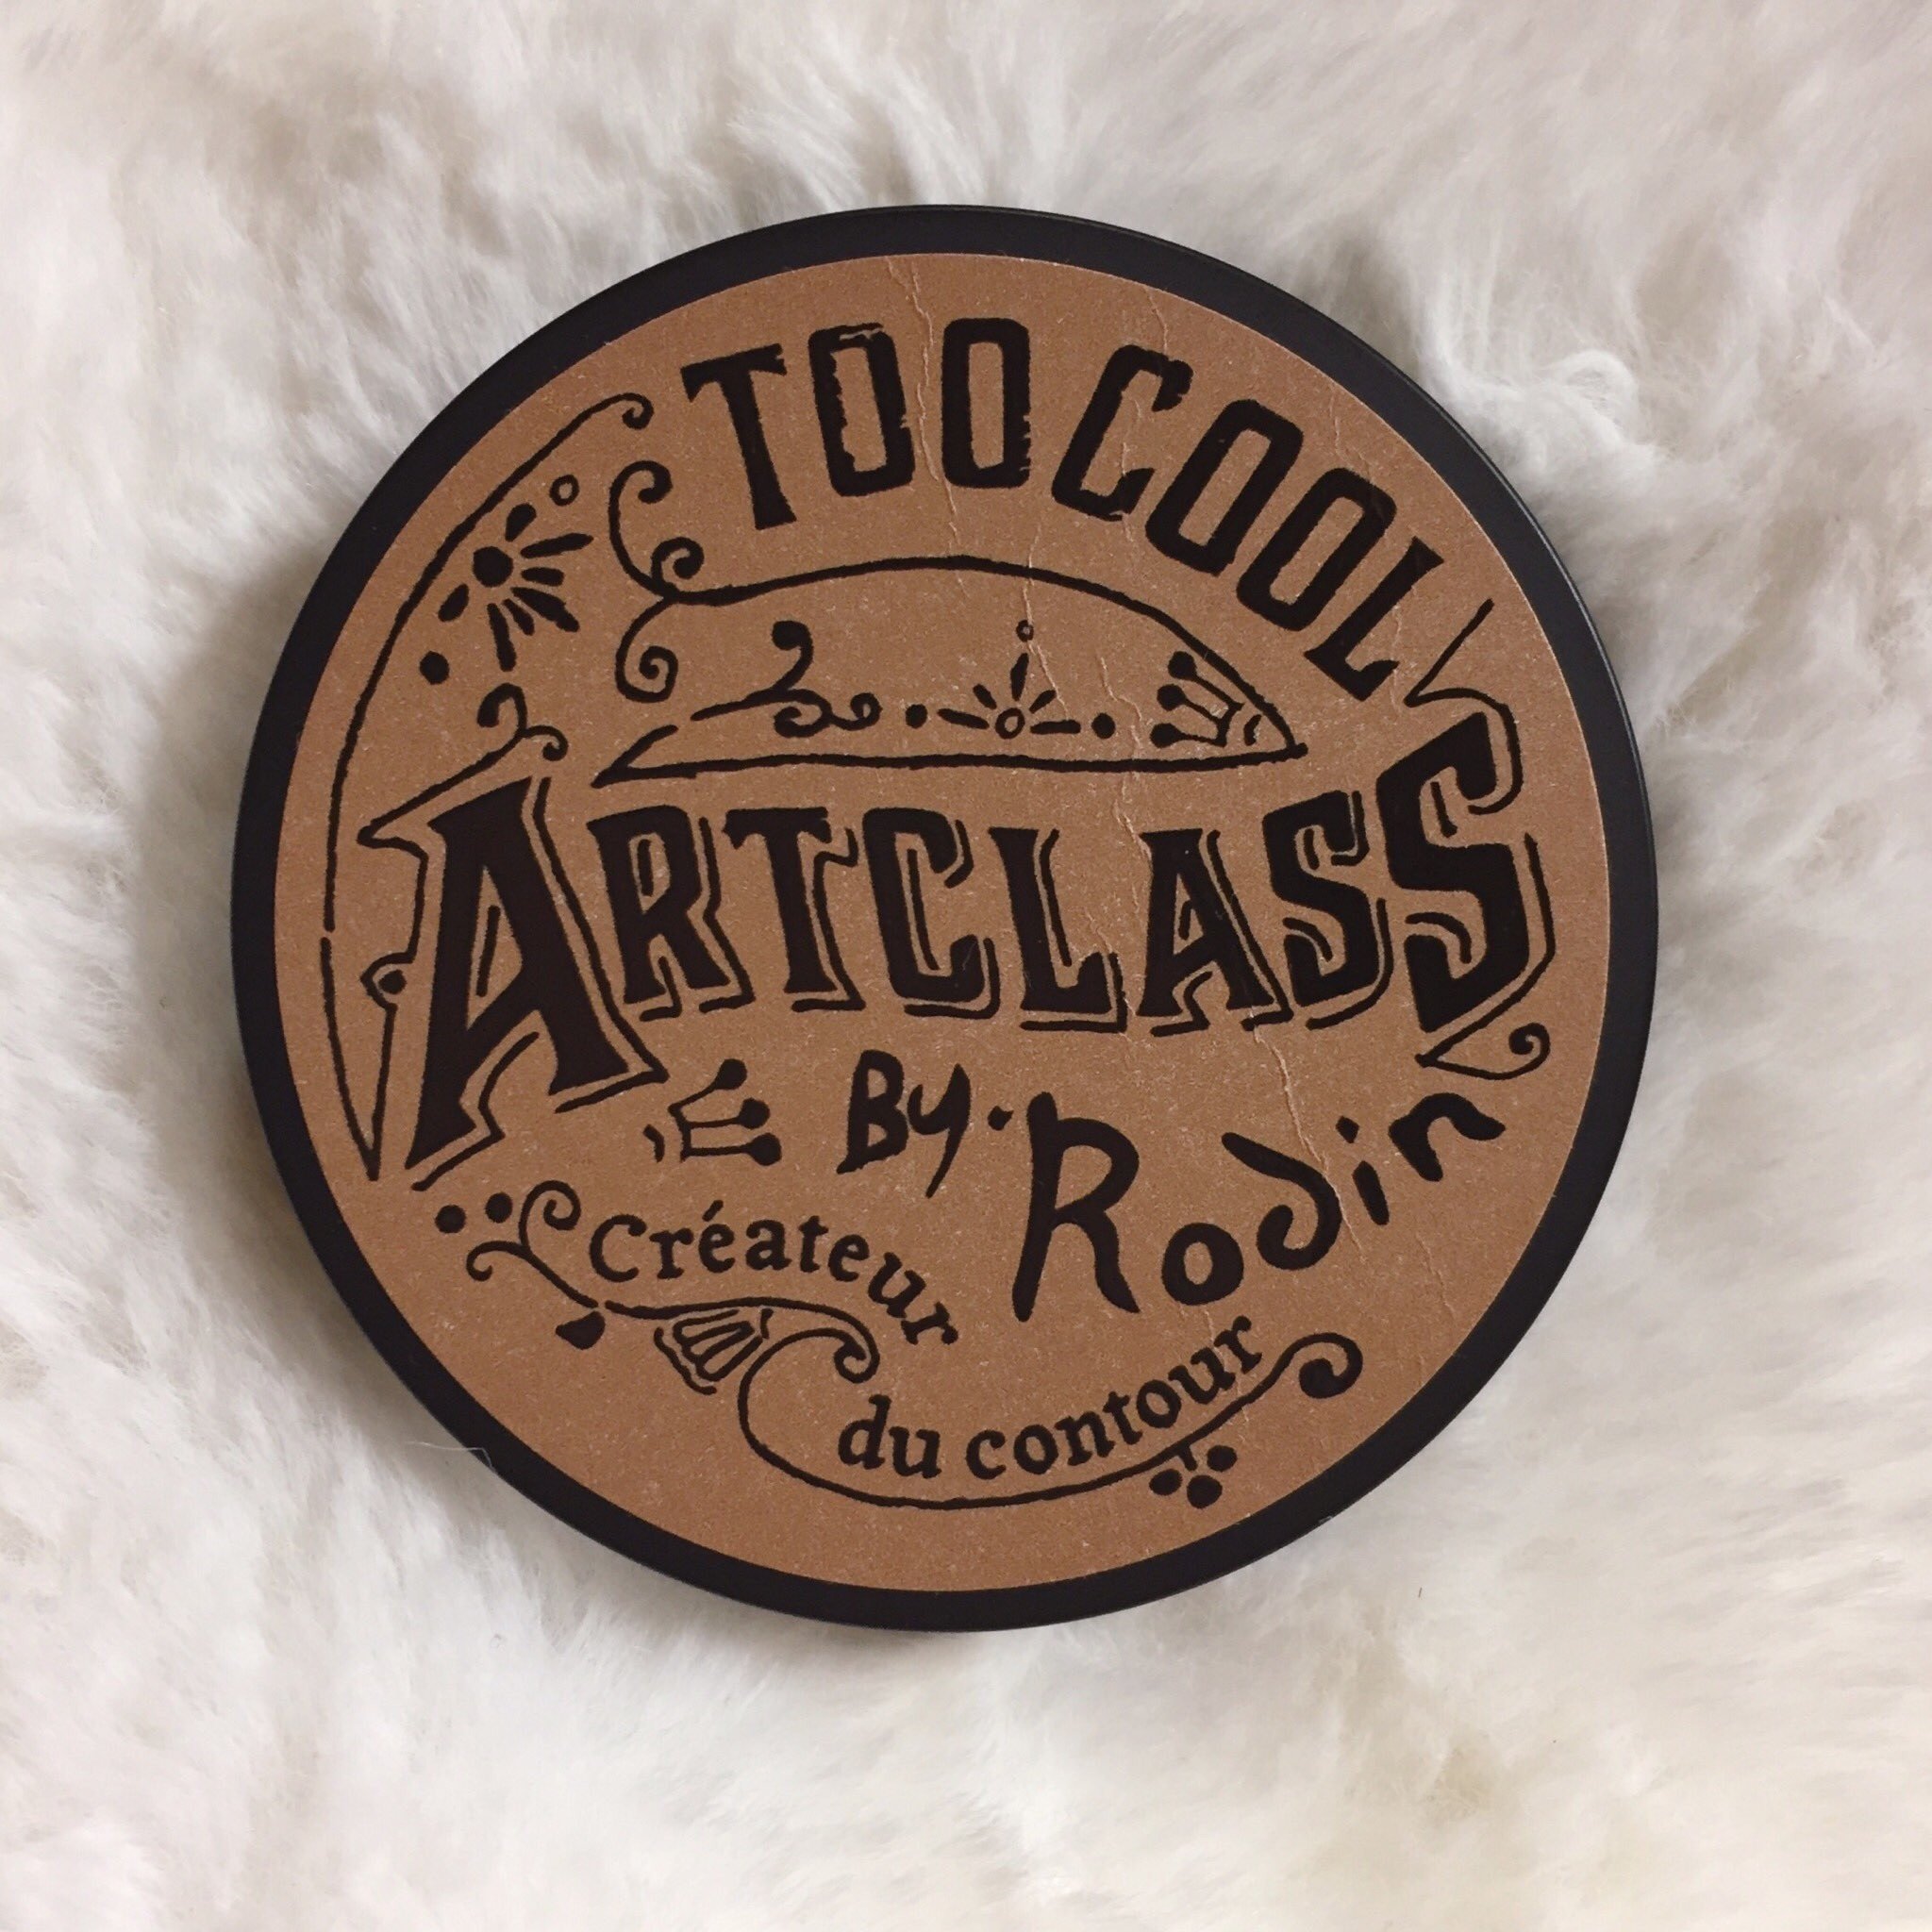 TOO COOL
ARTCLASS
By. Rodin
Créateur
du contour